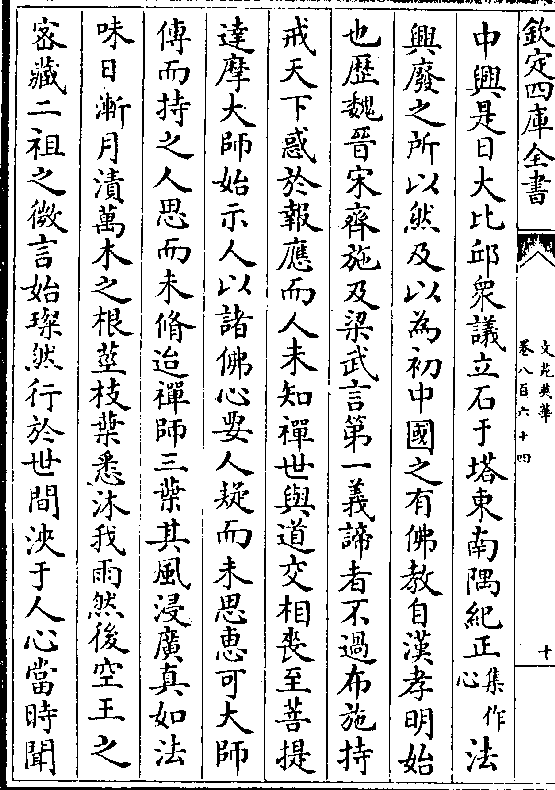 欽定四庫全書
文苑英華
卷八百六十四
十
中興是日大比邱衆議立石于塔東南隅紀正集作心法
興廢之所以然及以為初中國之有佛教自漢孝明始
也歷魏晉宋齊施及梁武言第一義諦者不過布施持
戒天下惑於報應而人未知禪世與道交相喪至菩提
達摩大師始示人以諸佛心要人疑而未思惠可大師
傳而持之人思而未脩迨禪師三葉其風浸廣真如法
味日漸月漬萬木之根莖枝葉悉沐我雨然後空王之
宻藏二祖之微言始璨然行於世間浹于人心當時聞